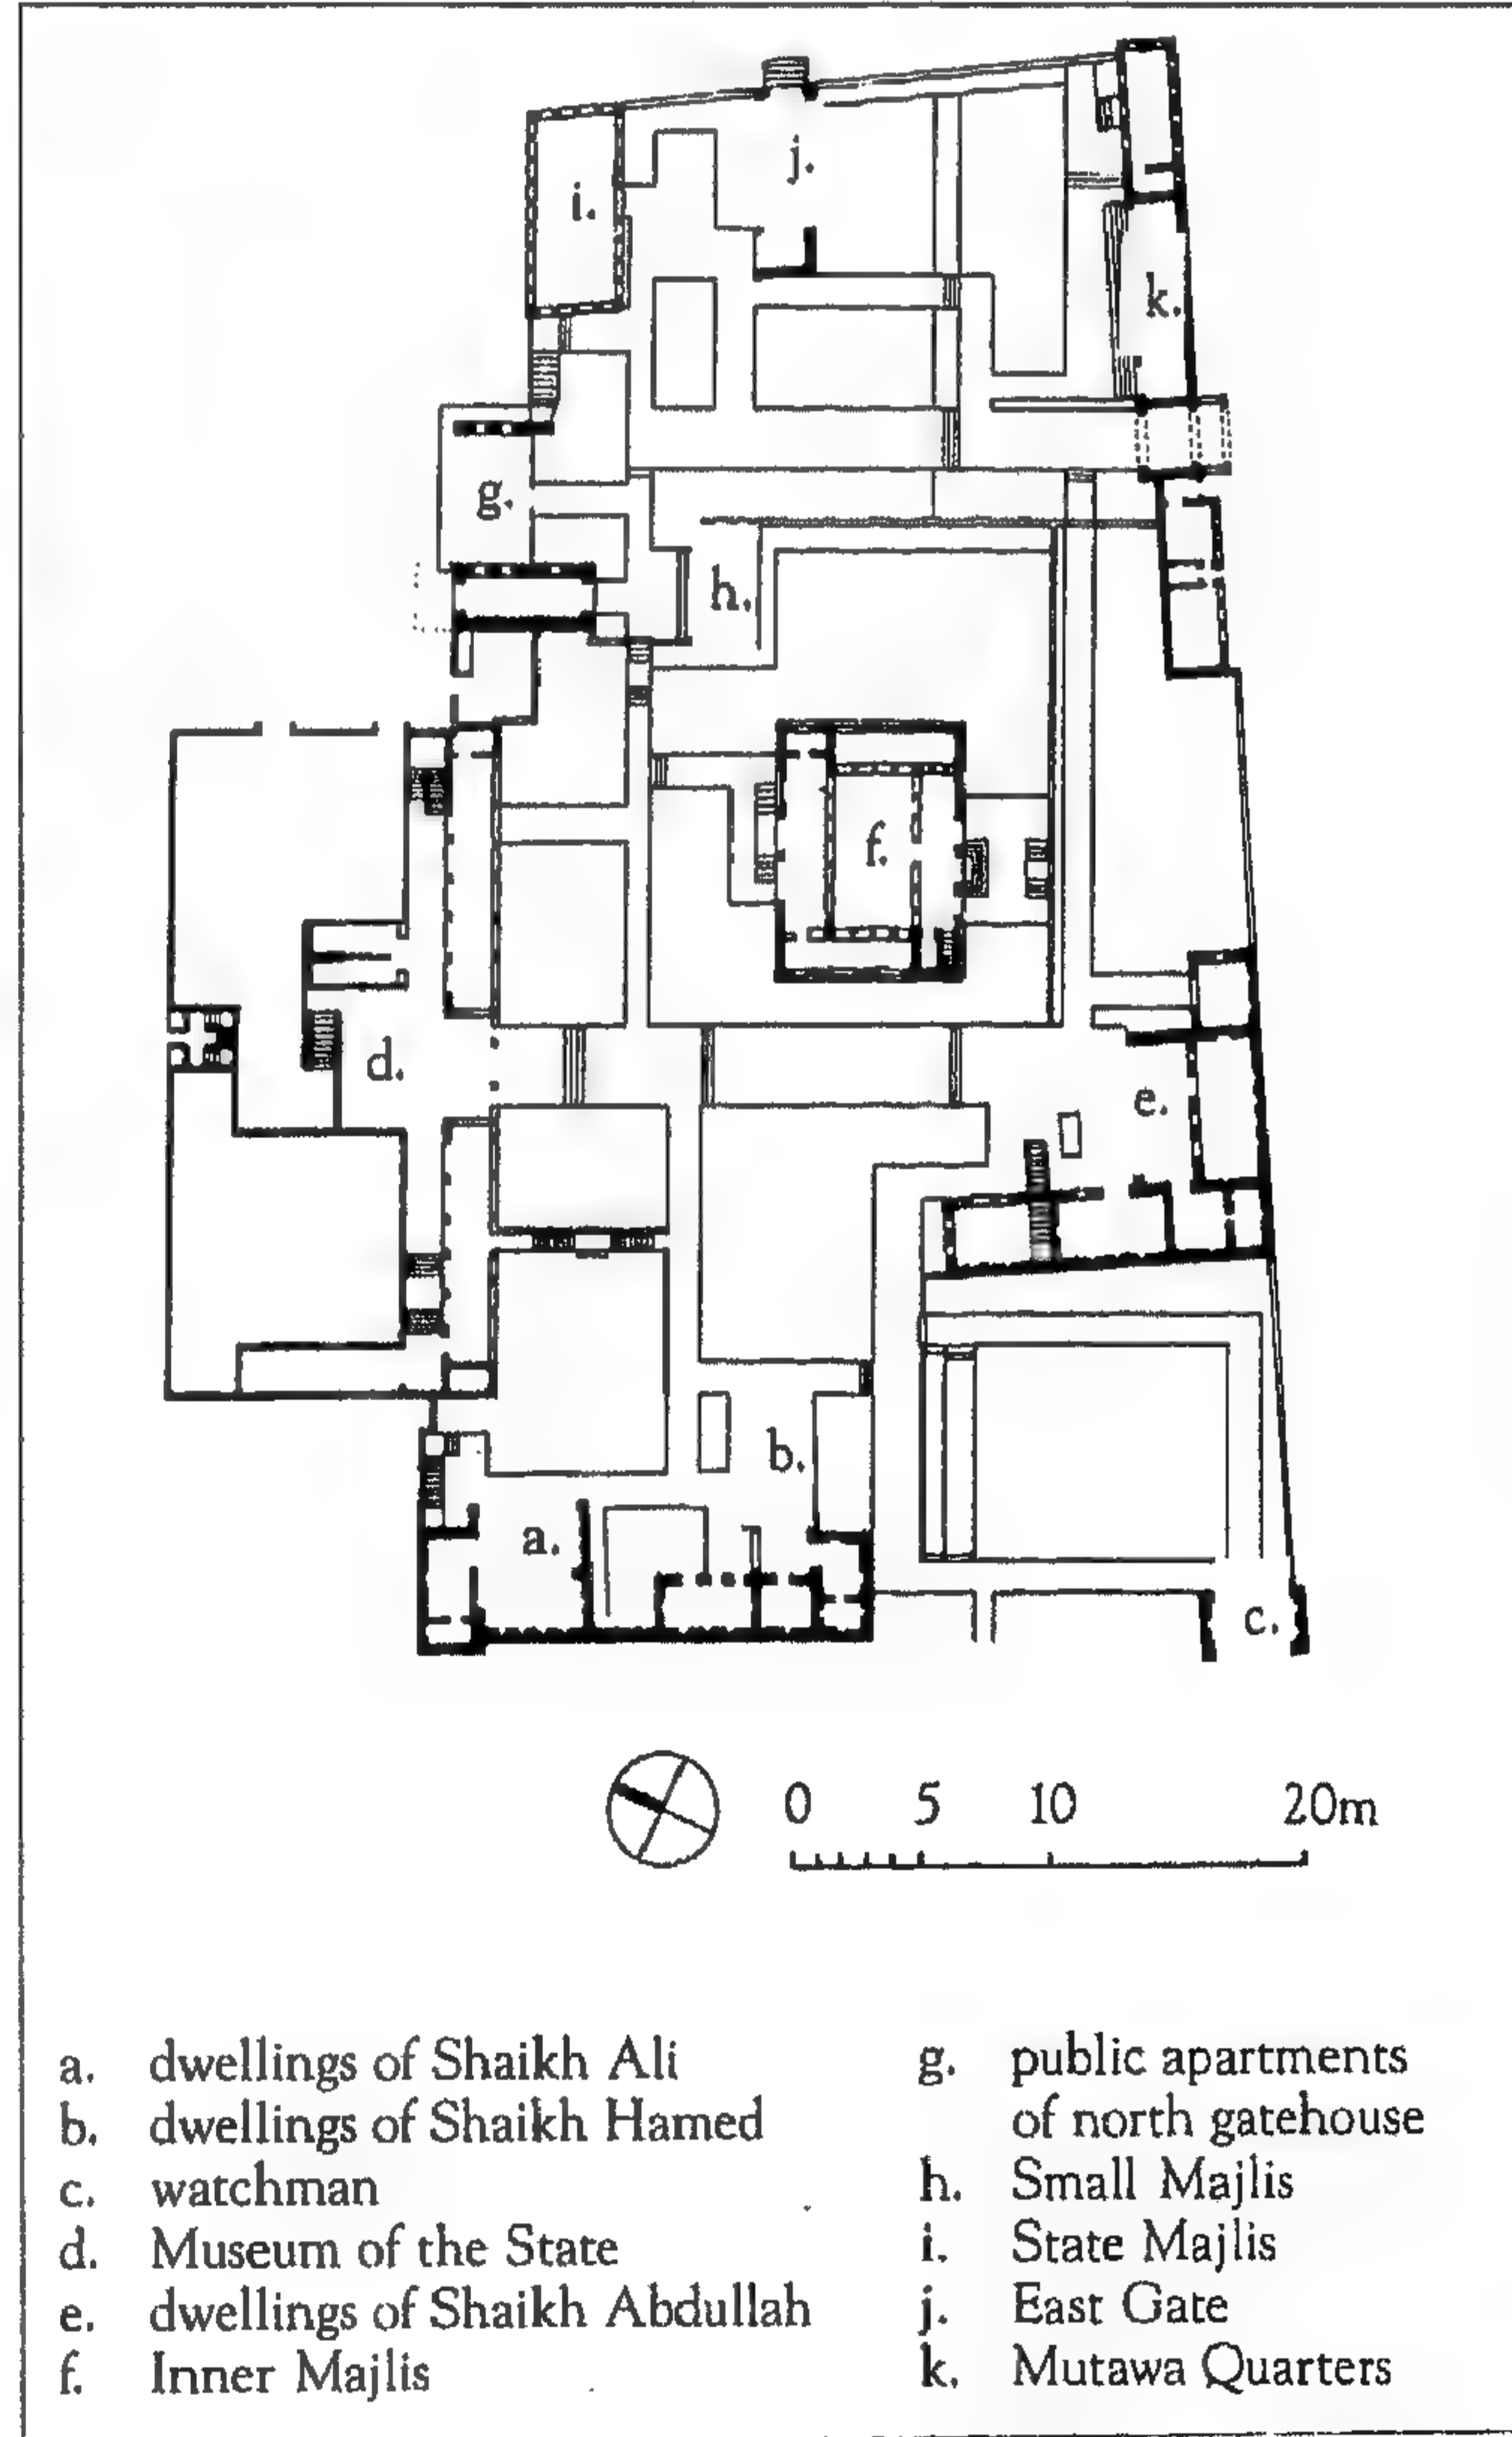 j.
i.
k.
g.
h.
f.
d.
e.
b.
a.
c.
0 5 10 20m
a. dwellings of Shaikh Ali
b. dwellings of Shaikh Hamed
c. watchman
d. Museum of the State
e. dwellings of Shaikh Abdullah
f. Inner Majlis
g. public apartments
of north gatehouse
h. Small Majlis
i. State Majlis
j. East Gate
k. Mutawa Quarters